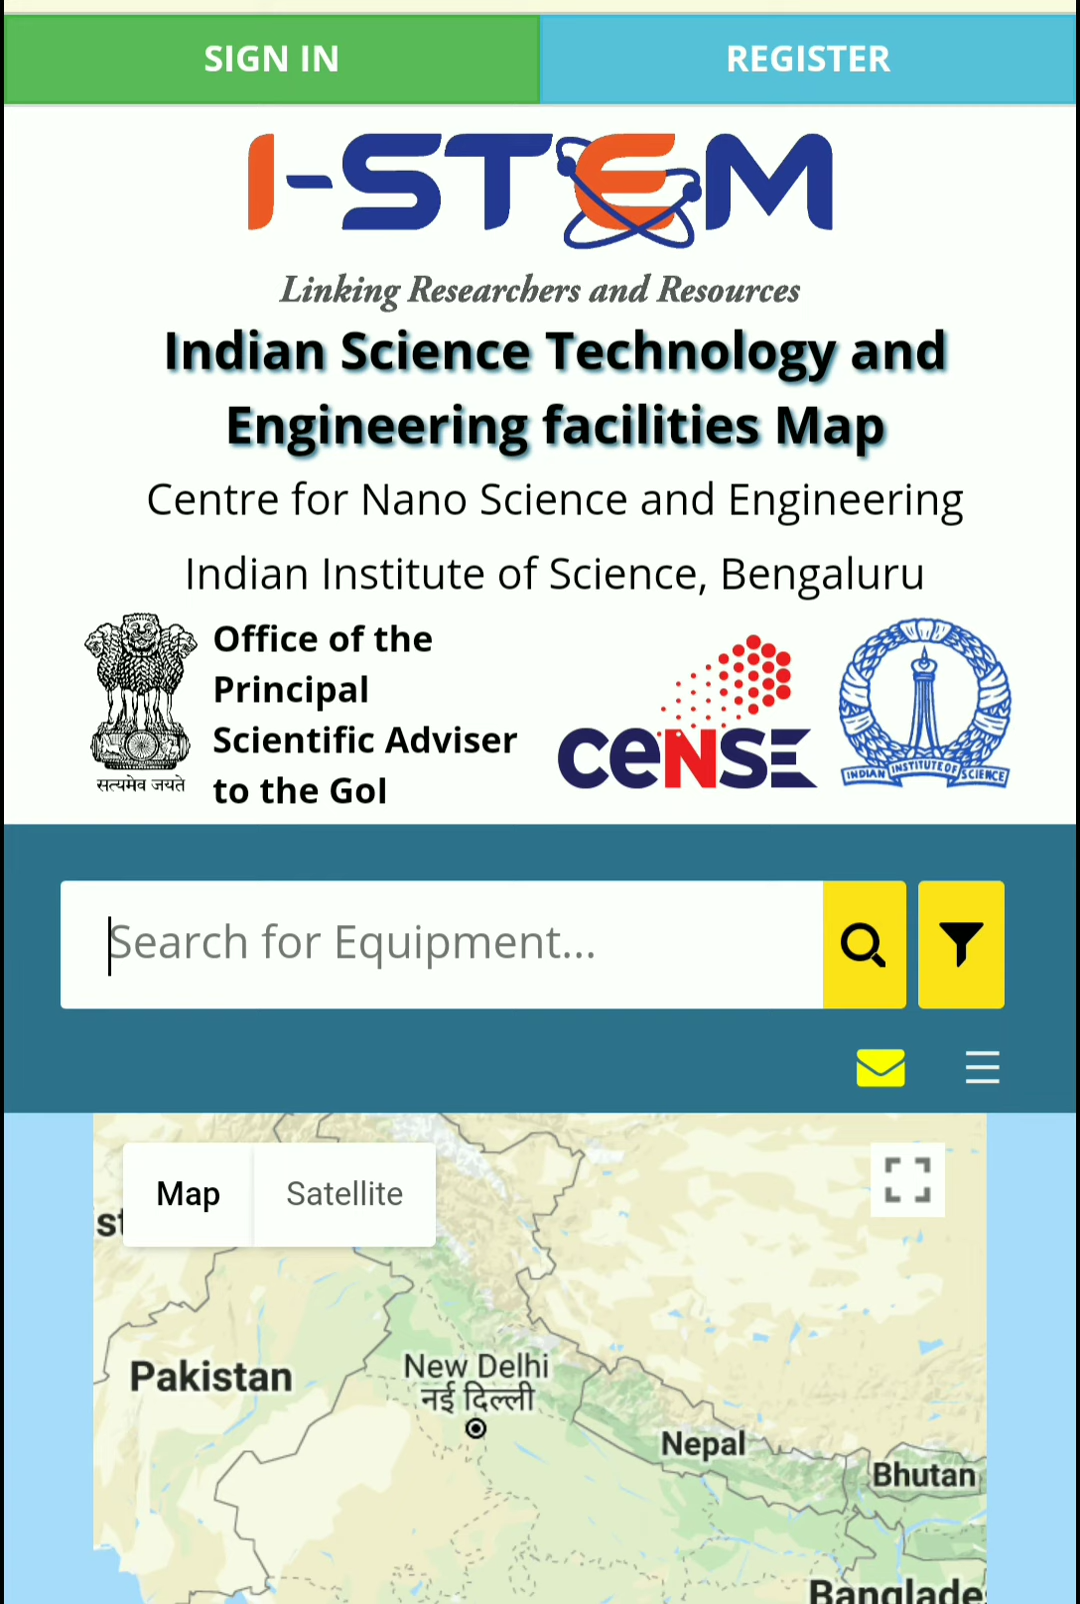 SIGN IN
REGISTER
I-STEM
Linking Researchers and Resources
Indian Science Technology and
Engineering facilities Map
Centre for Nano Science and Engineering
Indian Institute of Science, Bengaluru
सत्यमेव जयते
Office of the
Principal
Scientific Adviser
to the GoI
CeNSE
INDIAN INSTITUTE OF SCIENCE
Search for Equipment...
Map
Satellite
Pakistan
New Delhi
नई दिल्ली
Nepal
Bhutan